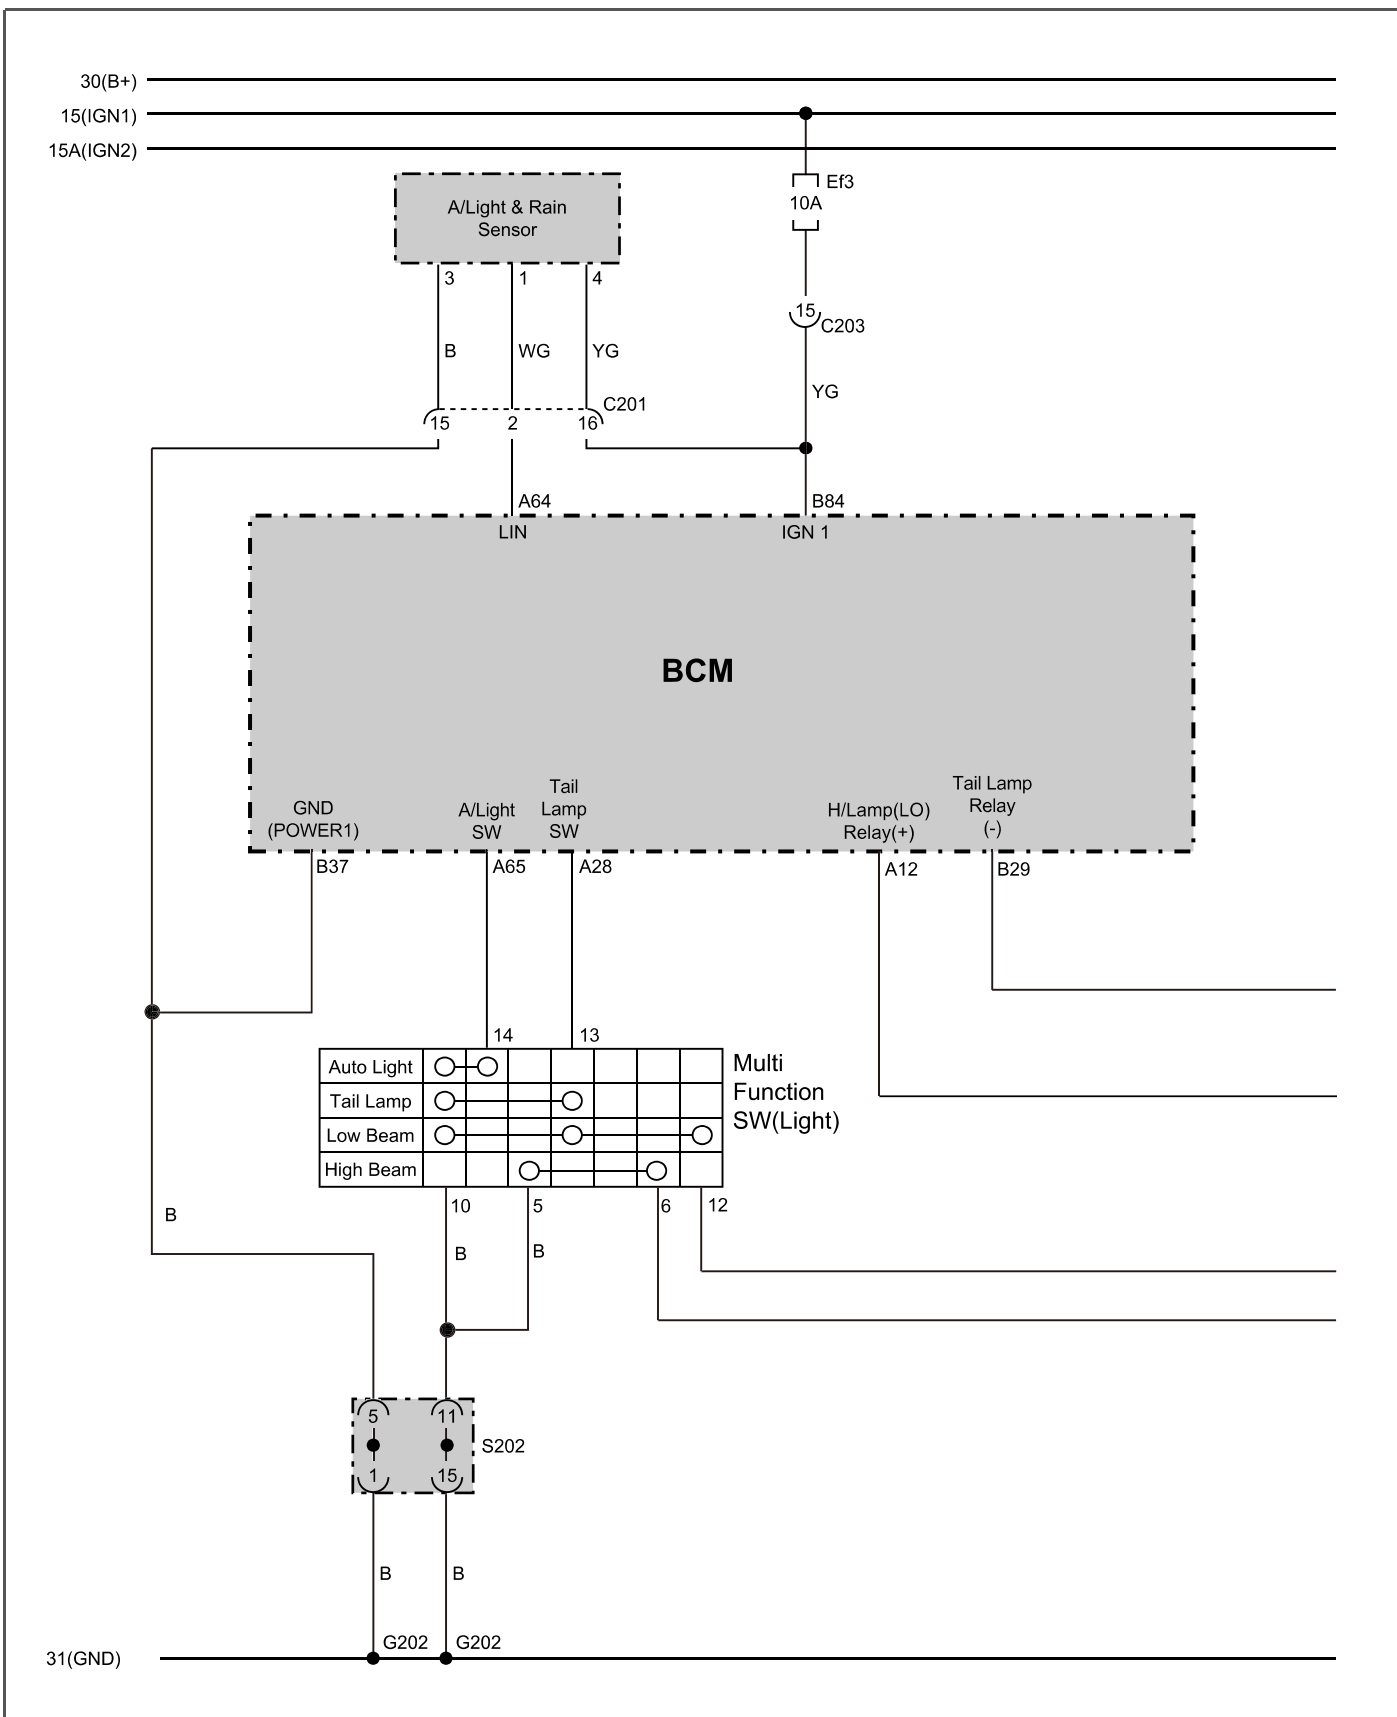 30(B+)
15(IGN1)
15A(IGN2)
Ef3
10A
A/Light & Rain
Sensor
3
1
4
15
C203
B
WG
YG
YG
C201
15
2
16
A64
B84
LIN
IGN 1
BCM
GND
(POWER1)
A/Light
SW
Tail
Lamp
SW
H/Lamp(LO)
Relay(+)
Tail Lamp
Relay
(-)
B37
A65
A28
A12
B29
14
13
Auto Light
Tail Lamp
Low Beam
High Beam
Multi
Function
SW(Light)
10
5
6
12
B
B
B
5
11
S202
1
15
B
B
G202
G202
31(GND)